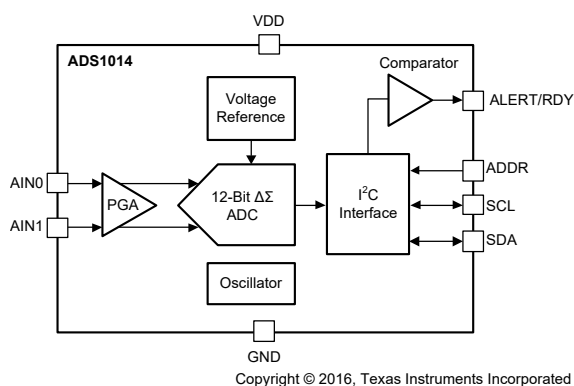 VDD
ADS1014
Comparator
Voltage
Reference
ALERT/RDY
ADDR
AIN0
PGA
12-Bit ΔΣ
ADC
I²C
Interface
SCL
AIN1
SDA
Oscillator
GND
Copyright © 2016, Texas Instruments Incorporated